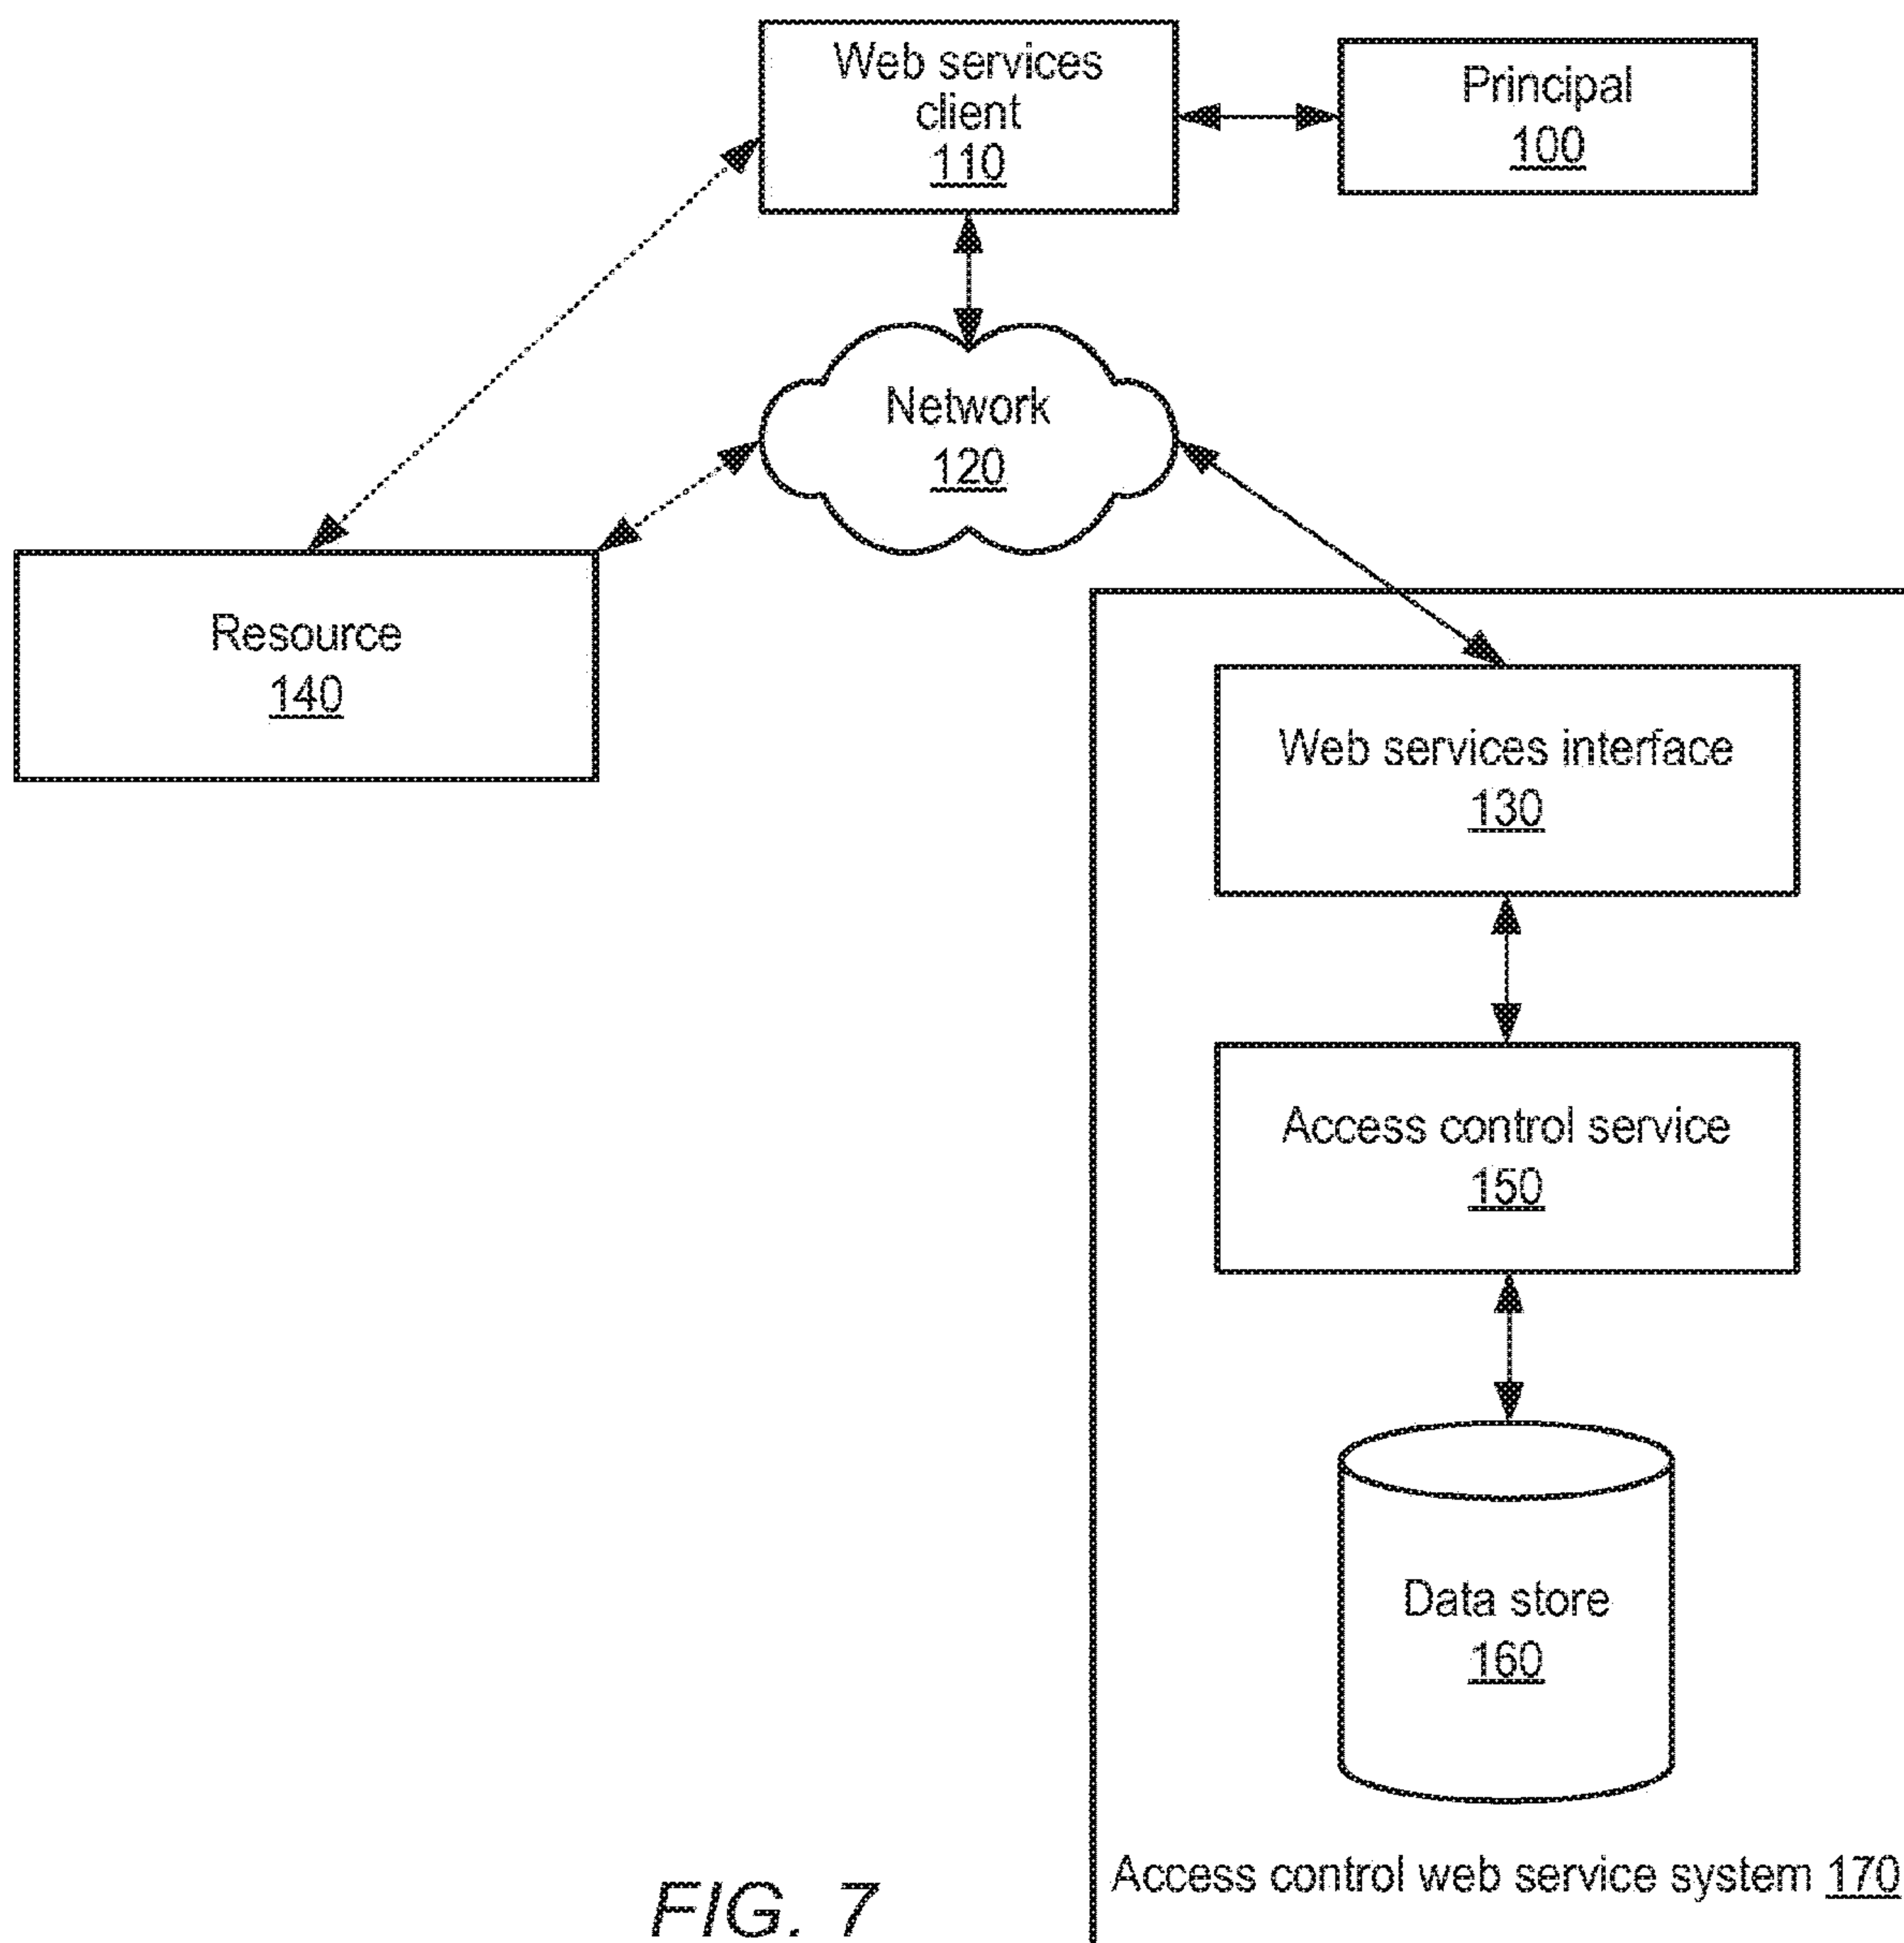 Web services
client
110
Principal
100
Network
120
Resource
140
Web services interface
130
Access control service
150
Data store
160
Access control web service system 170
FIG. 7